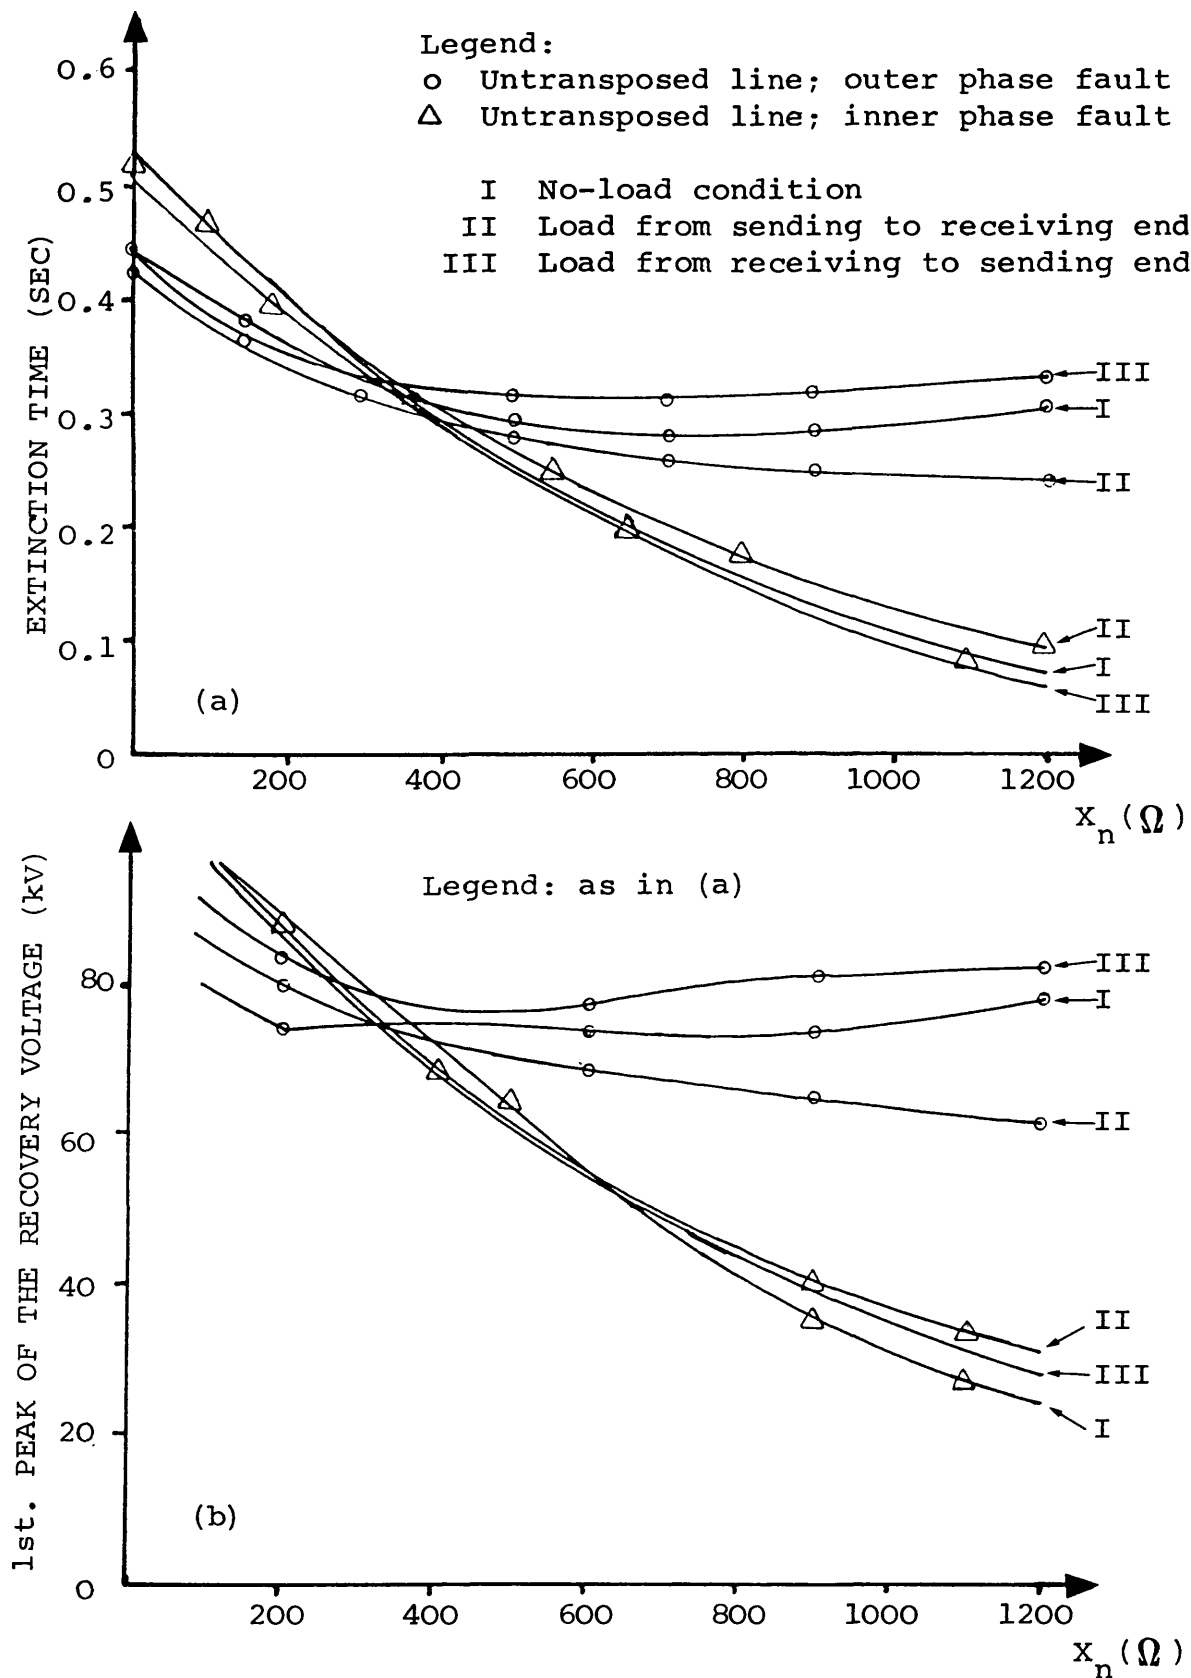 Legend:
Untransposed line; outer phase fault
Untransposed line; inner phase fault
I No-load condition
II Load from sending to receiving end
III Load from receiving to sending end
EXTINCTION TIME (SEC)
0.6
0.5
0.4
0.3
0.2
0.1
0
III
I
II
II
I
III
(a)
200
400
600
800
1000
1200
Xn(Ω)
1st. PEAK OF THE RECOVERY VOLTAGE (kV)
Legend: as in (a)
80
60
40
20
0
III
I
II
II
III
I
(b)
200
400
600
800
1000
1200
Xn(Ω)